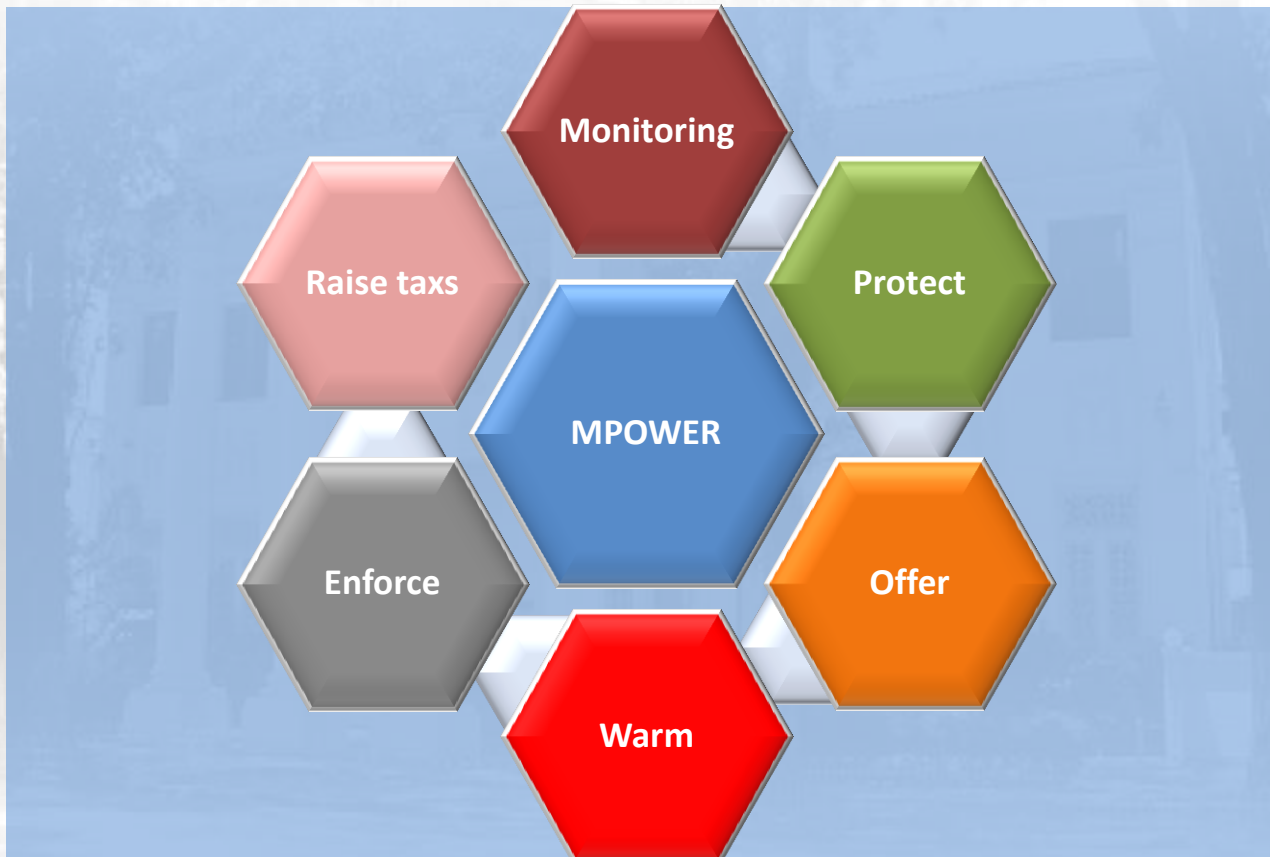 Monitoring
Protect
Offer
Warm
Enforce
Raise taxs
MPOWER